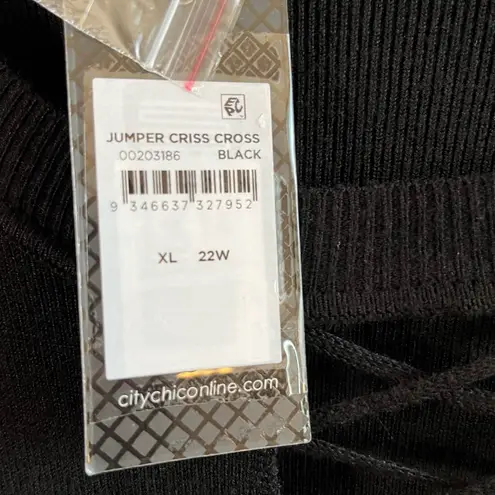 JUMPER CRISS CROSS
00203186 BLACK
9 346637 327952
XL 22W
citychiconline.com